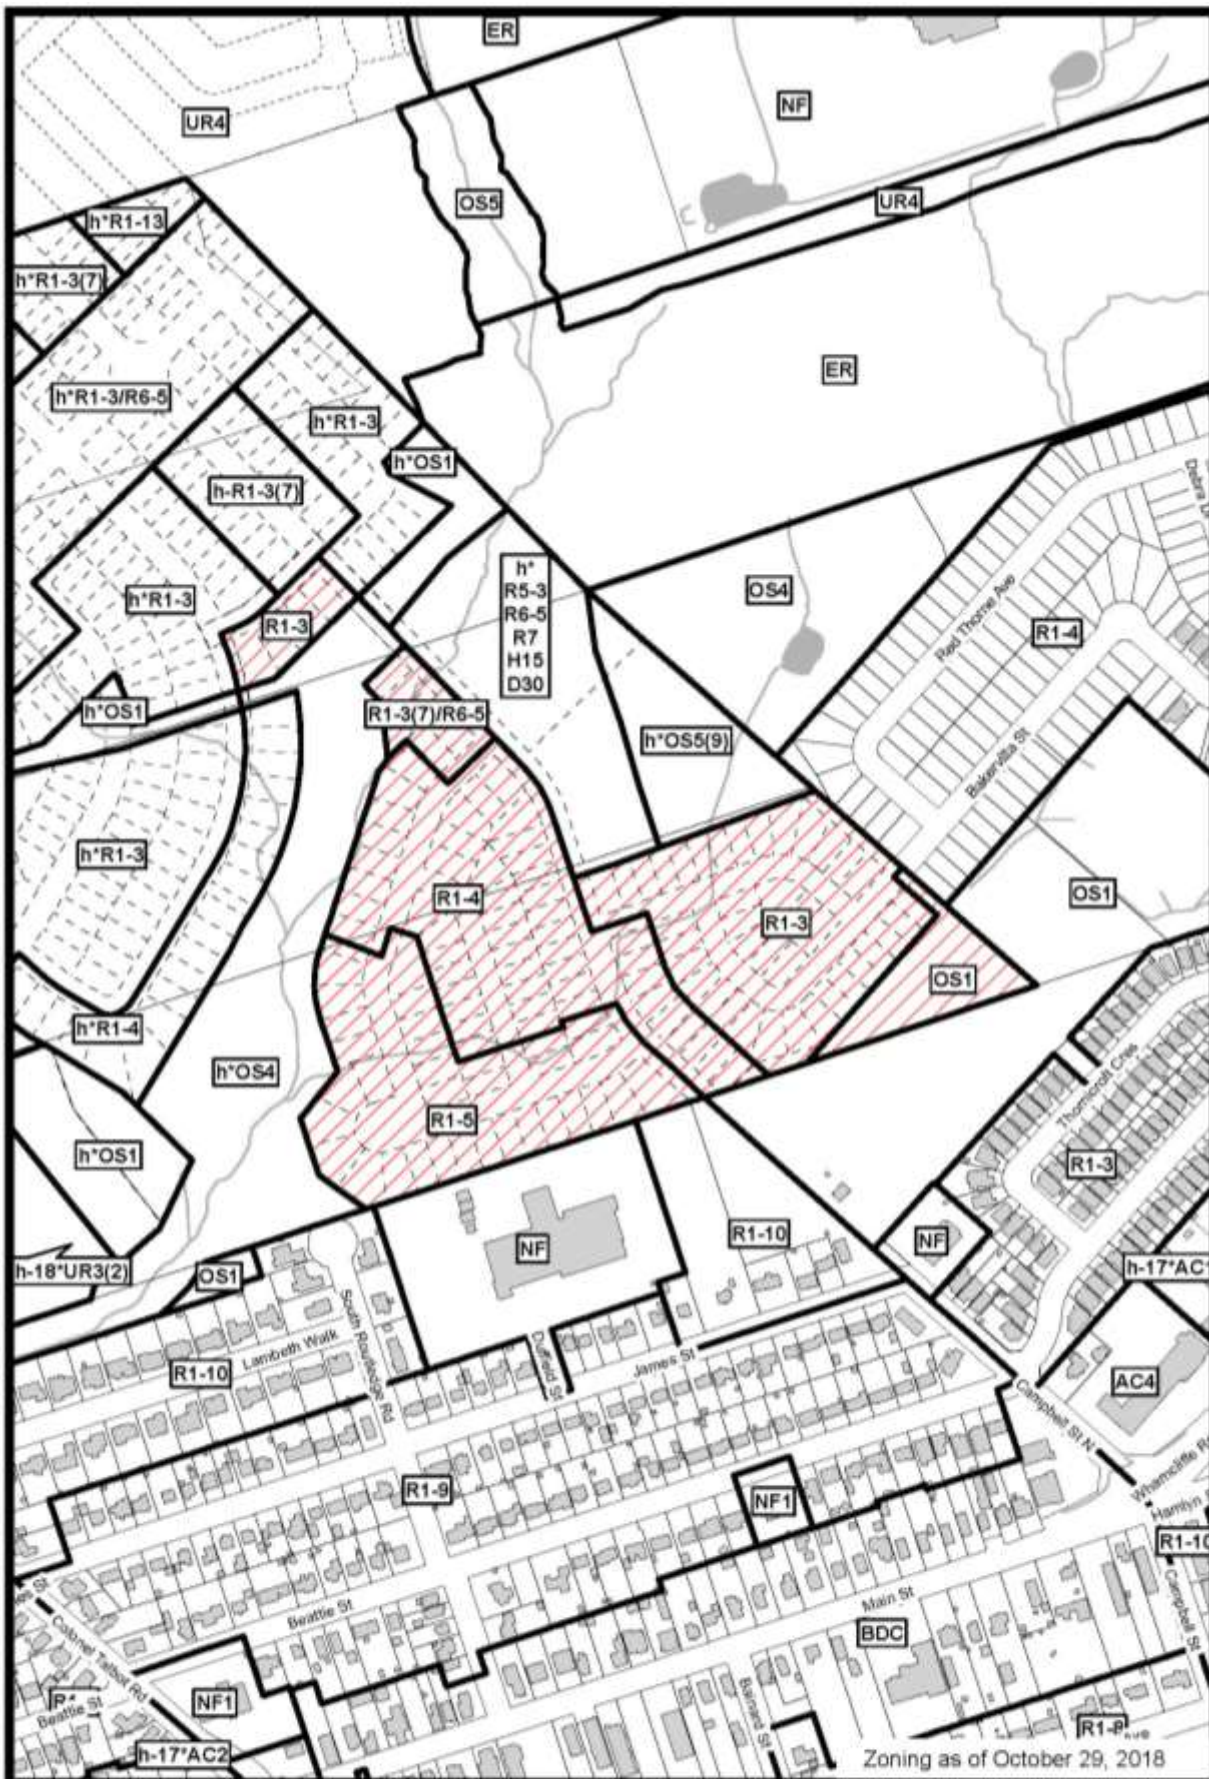 ER
NF
UR4
OS5
UR4
h*R1-13
h*R1-3(7)
ER
h*R1-3/R6-5
h*R1-3
h*OS1
h-R1-3(7)
Debra
h*
R5-3
R6-5
R7
H15
D30
OS4
h*R1-3
R1-3
Red Thorne Ave
R1-4
h*OS1
R1-3(7)/R6-5
h*OS5(9)
Bakervilla St
h*R1-3
R1-4
R1-3
OS1
OS1
h*R1-4
h*OS4
Thornicroft Cres
R1-5
h*OS1
R1-3
NF
R1-10
NF
h-18*UR3(2)
OS1
h-17*AC1
South Routledge Rd
Lambeth Walk
R1-10
Duffield St
James St
AC4
Campbell St N
R1-9
NF1
Wharncliffe
Hamlyn
R1-10
Campbell St
Beattie St
Main St
BDC
Colonel Talbot Rd
NF1
Beattie St
Bainard St
R1-8
h-17*AC2
Zoning as of October 29, 2018